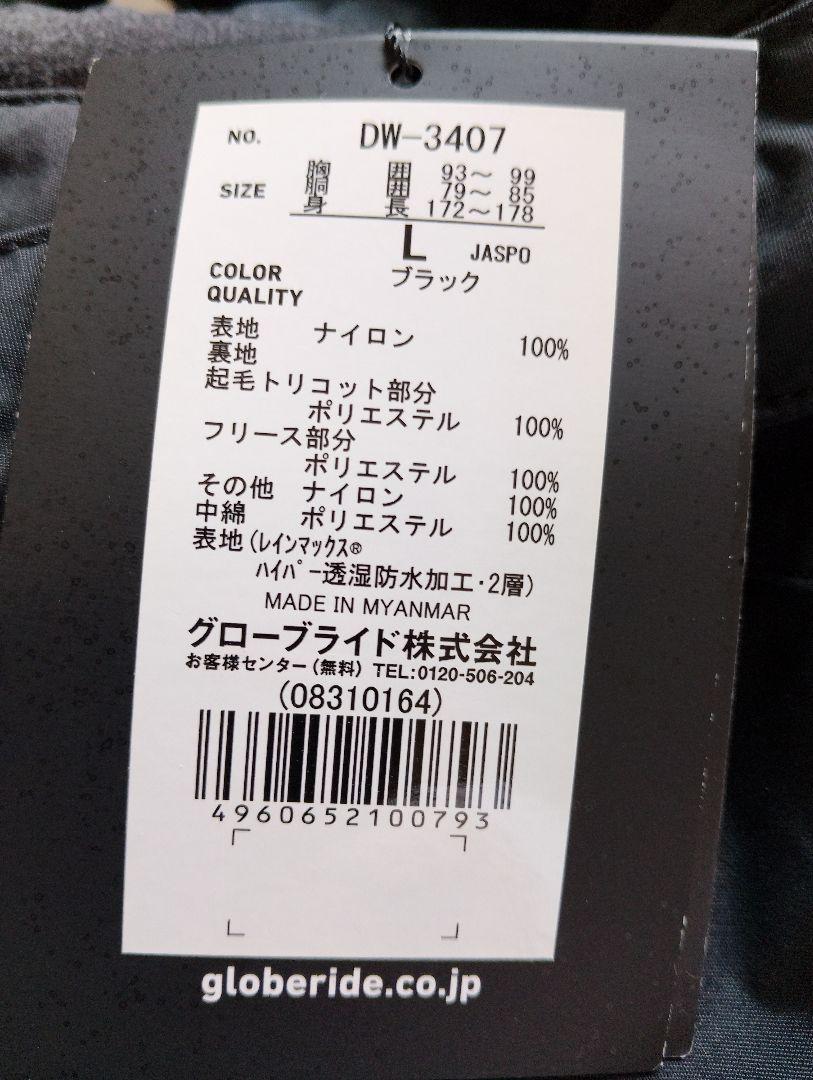 NO. DW-3407
SIZE 胸囲 93～ 99
胴囲 79～ 85
身長 172～178
L JASPO
COLOR ブラック
QUALITY
表地 ナイロン 100%
裏地
起毛トリコット部分
ポリエステル 100%
フリース部分
ポリエステル 100%
その他 ナイロン 100%
中綿 ポリエステル 100%
表地(ﾚｲﾝﾏｯｸｽ®
ﾊｲﾊﾟｰ透湿防水加工・2層)
MADE IN MYANMAR
グローブライド株式会社
お客様センター(無料) TEL:0120-506-204
(08310164)
4960652100793
globeride.co.jp